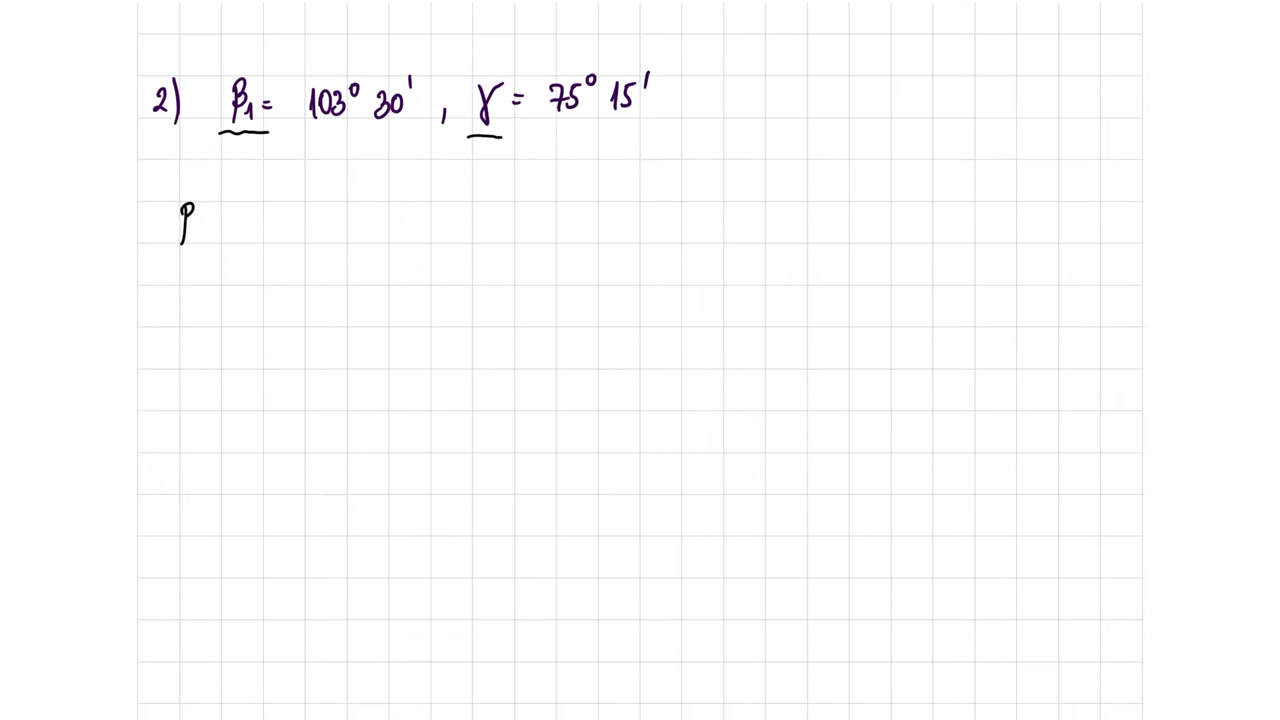 2) β₁ = 103° 30' , γ = 75° 15'
β